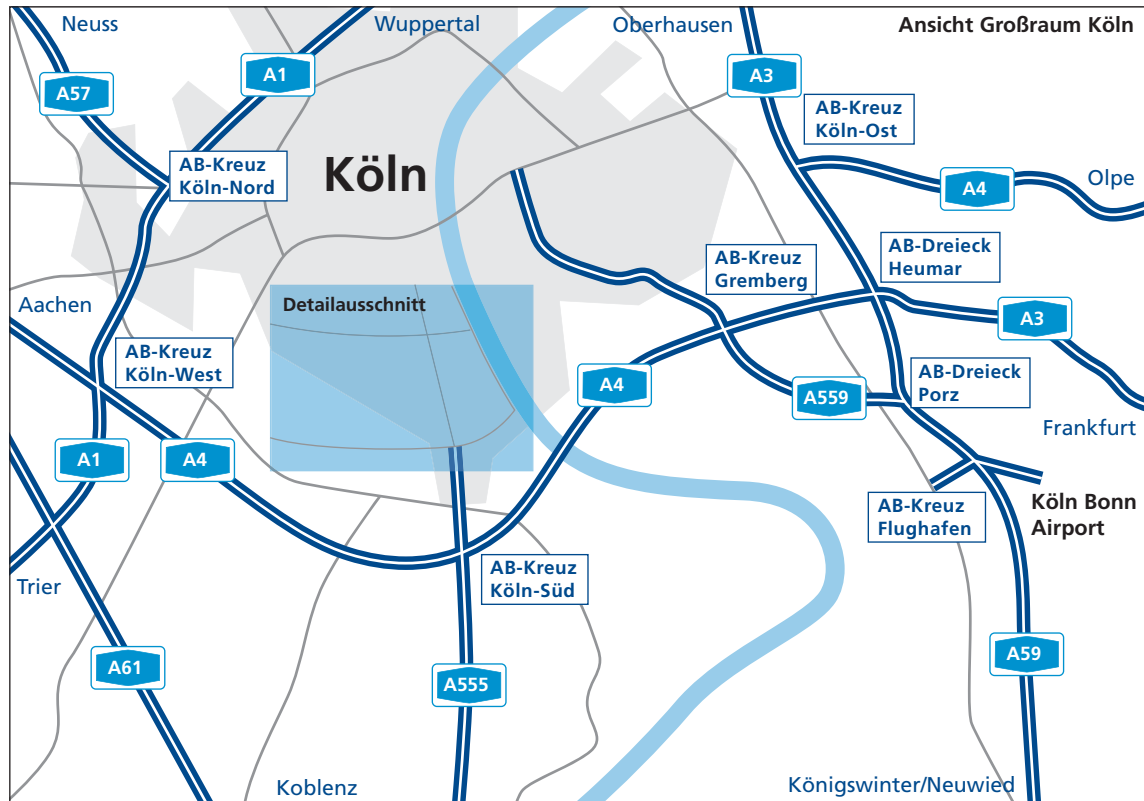 Neuss
Wuppertal
Oberhausen
Ansicht Großraum Köln
A57
A1
A3
AB-Kreuz
Köln-Ost
AB-Kreuz
Köln-Nord
Köln
A4
Olpe
AB-Kreuz
Gremberg
AB-Dreieck
Heumar
Aachen
Detailausschnitt
A3
AB-Kreuz
Köln-West
A4
A559
AB-Dreieck
Porz
Frankfurt
A1
A4
AB-Kreuz
Flughafen
Köln Bonn
Airport
Trier
AB-Kreuz
Köln-Süd
A61
A555
A59
Koblenz
Königswinter/Neuwied